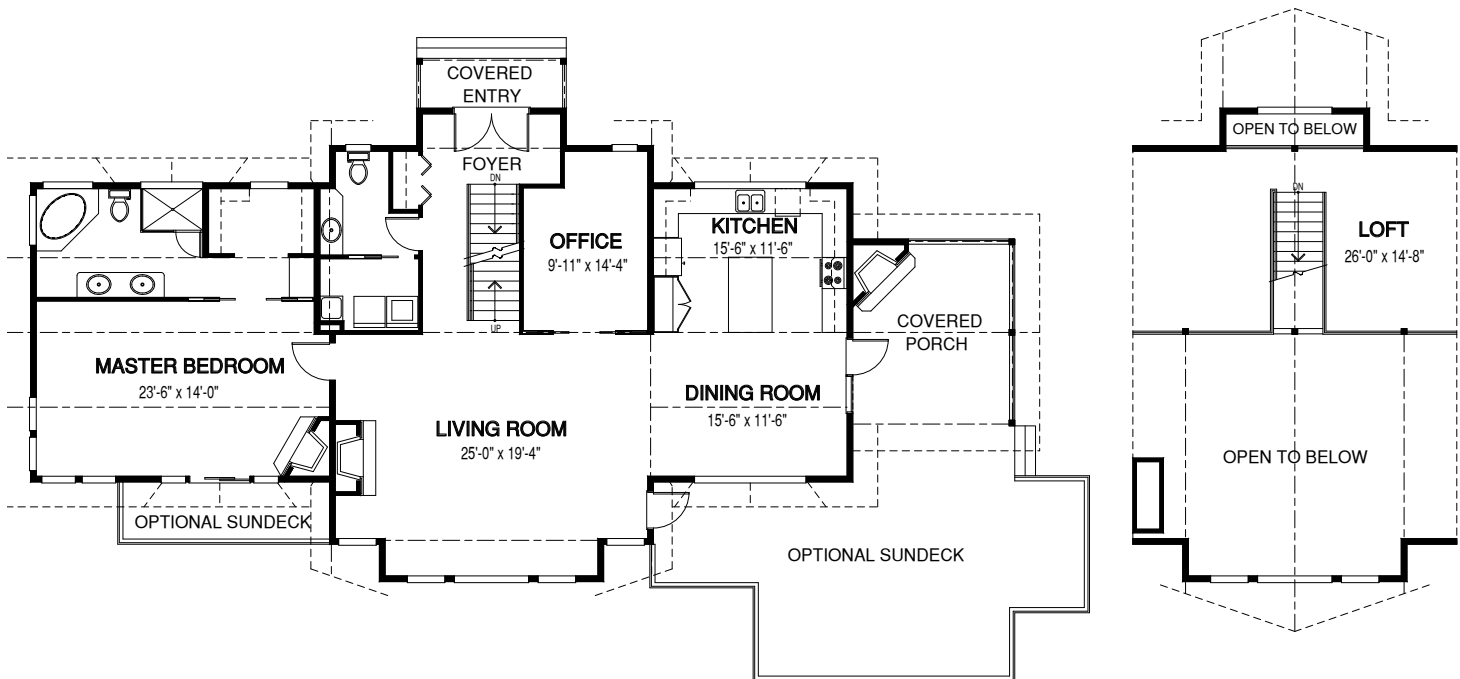 COVERED
ENTRY
FOYER
DN
UP
OFFICE
9'-11" x 14'-4"
KITCHEN
15'-6" x 11'-6"
COVERED
PORCH
MASTER BEDROOM
23'-6" x 14'-0"
LIVING ROOM
25'-0" x 19'-4"
DINING ROOM
15'-6" x 11'-6"
OPTIONAL SUNDECK
OPTIONAL SUNDECK
OPEN TO BELOW
DN
LOFT
26'-0" x 14'-8"
OPEN TO BELOW